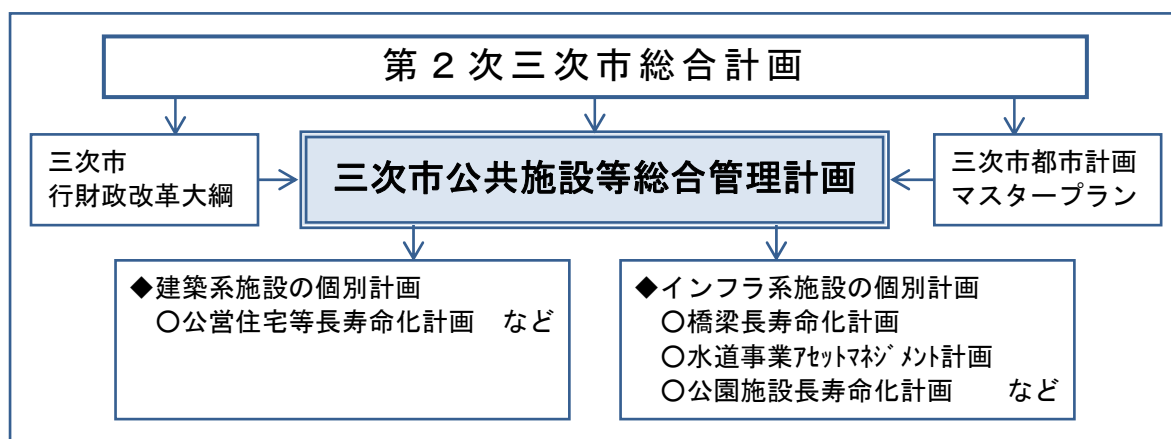 第２次三次市総合計画
三次市
行財政改革大綱
三次市公共施設等総合管理計画
三次市都市計画
マスタープラン
◆建築系施設の個別計画
○公営住宅等長寿命化計画　など
◆インフラ系施設の個別計画
○橋梁長寿命化計画
○水道事業ｱｾｯﾄﾏﾈｼﾞﾒﾝﾄ計画
○公園施設長寿命化計画　　など